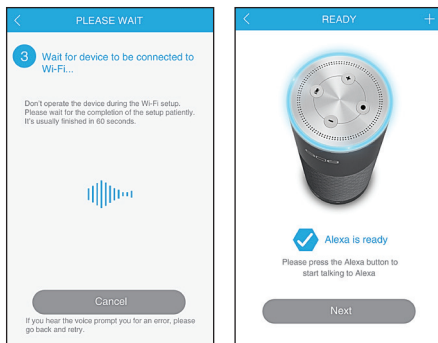 PLEASE WAIT
3
Wait for device to be connected to
Wi-Fi...
Don't operate the device during the Wi-Fi setup.
Please wait for the completion of the setup patiently.
It's usually finished in 60 seconds.
Cancel
If you hear the voice prompt you for an error, please
go back and retry.
READY
Alexa is ready
Please press the Alexa button to
start talking to Alexa
Next